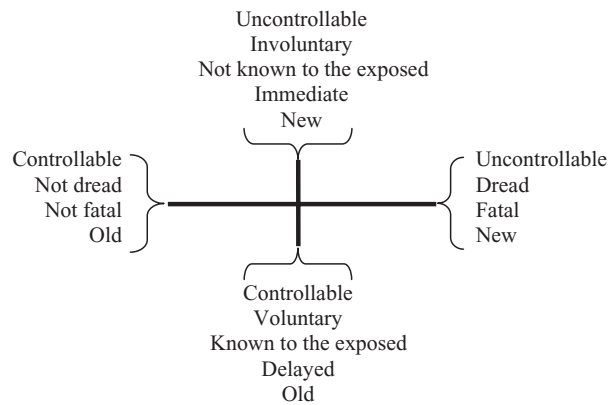 Uncontrollable
Involuntary
Not known to the exposed
Immediate
New
Controllable
Not dread
Not fatal
Old
Uncontrollable
Dread
Fatal
New
Controllable
Voluntary
Known to the exposed
Delayed
Old